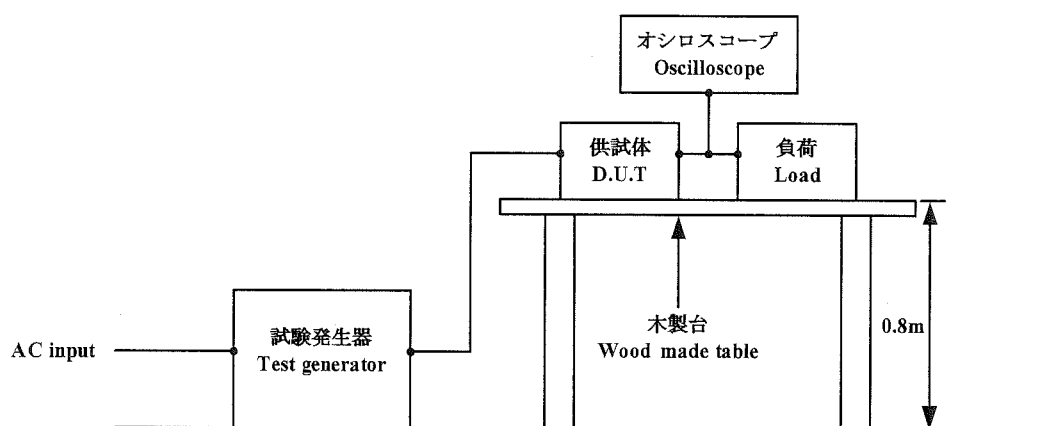 オシロスコープ
Oscilloscope
供試体
D.U.T
負荷
Load
試験発生器
Test generator
AC input
木製台
Wood made table
0.8m